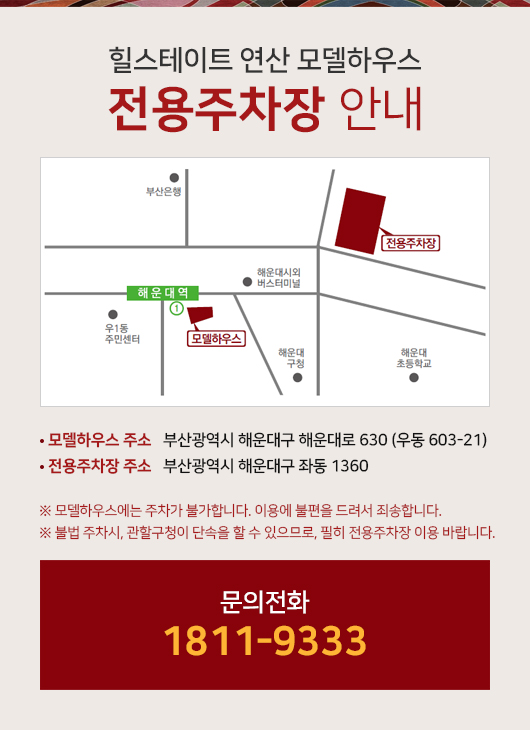 힐스테이트 연산 모델하우스
전용주차장 안내
부산은행
전용주차장
해운대시외
버스터미널
해운대역
1
우1동
주민센터
모델하우스
해운대
구청
해운대
초등학교
• 모델하우스 주소 부산광역시 해운대구 해운대로 630 (우동 603-21)
• 전용주차장 주소 부산광역시 해운대구 좌동 1360
※ 모델하우스에는 주차가 불가합니다. 이용에 불편을 드려서 죄송합니다.
※ 불법 주차시, 관할구청이 단속을 할 수 있으므로, 필히 전용주차장 이용 바랍니다.
문의전화
1811-9333